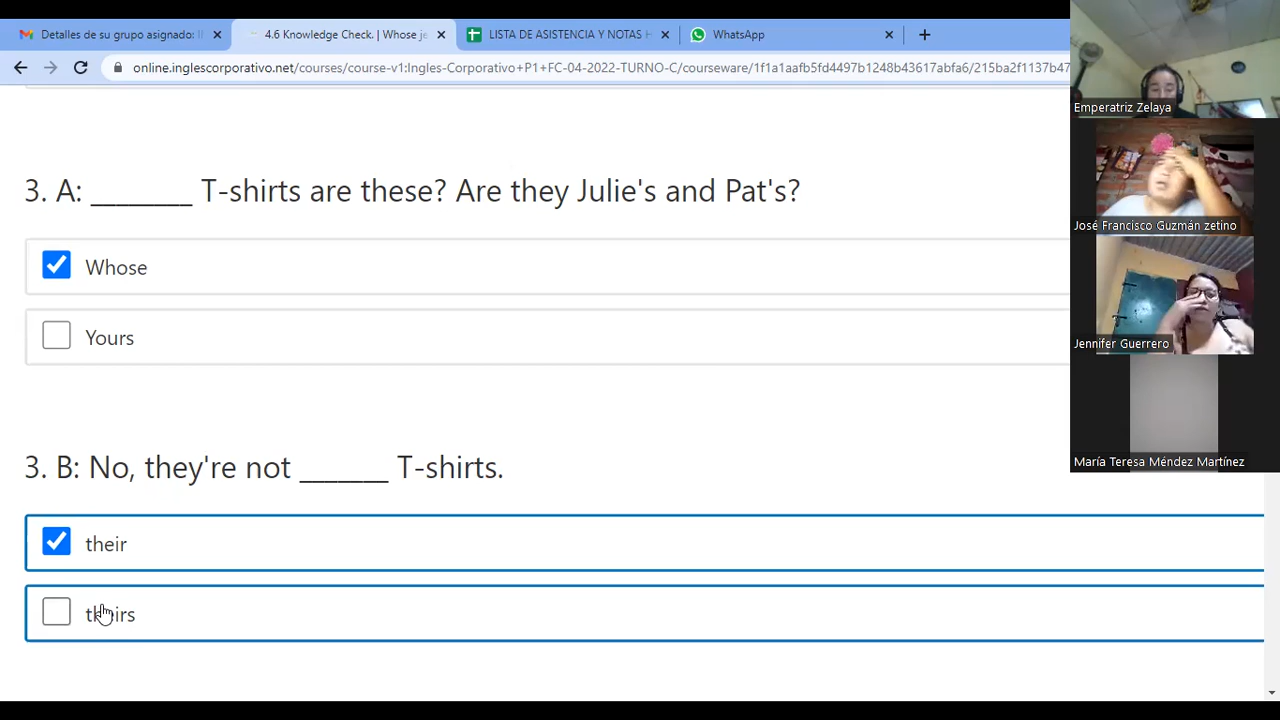 Detalles de su grupo asignado:
4.6 Knowledge Check. | Whose je
LISTA DE ASISTENCIA Y NOTAS
WhatsApp
online.inglescorporativo.net/courses/course-v1:Ingles-Corporativo+P1+FC-04-2022-TURNO-C/courseware/1f1a1aafb5fd4497b1248b43617abfa6/215ba2f1137b47
Emperatriz Zelaya
José Francisco Guzmán zetino
Jennifer Guerrero
María Teresa Méndez Martínez
3. A: ________ T-shirts are these? Are they Julie's and Pat's?
Whose
Yours
3. B: No, they're not _______ T-shirts.
their
theirs